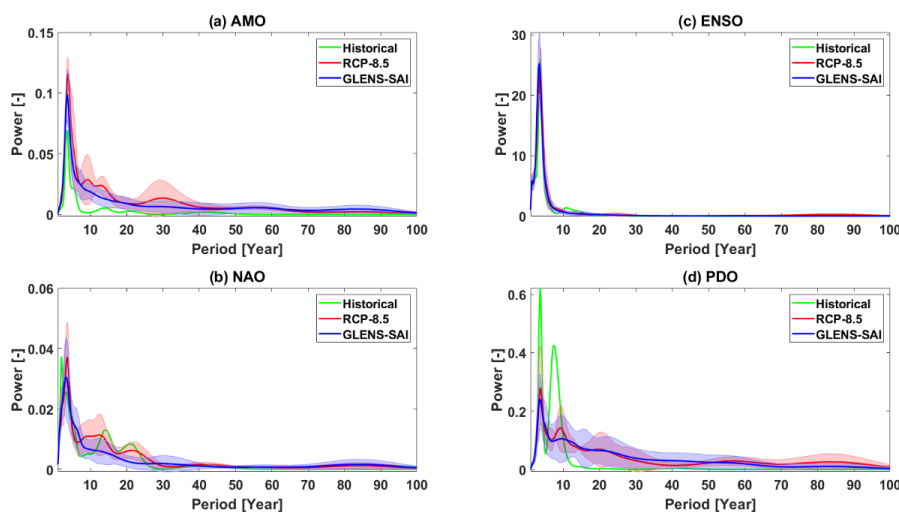 (a) AMO
0.15
0.1
0.05
0
Power [-]
Historical
RCP-8.5
GLENS-SAI
10 20 30 40 50 60 70 80 90 100
Period [Year]
(c) ENSO
30
20
10
0
Power [-]
Historical
RCP-8.5
GLENS-SAI
10 20 30 40 50 60 70 80 90 100
Period [Year]
(b) NAO
0.06
0.04
0.02
0
Power [-]
Historical
RCP-8.5
GLENS-SAI
10 20 30 40 50 60 70 80 90 100
Period [Year]
(d) PDO
0.6
0.4
0.2
0
Power [-]
Historical
RCP-8.5
GLENS-SAI
10 20 30 40 50 60 70 80 90 100
Period [Year]